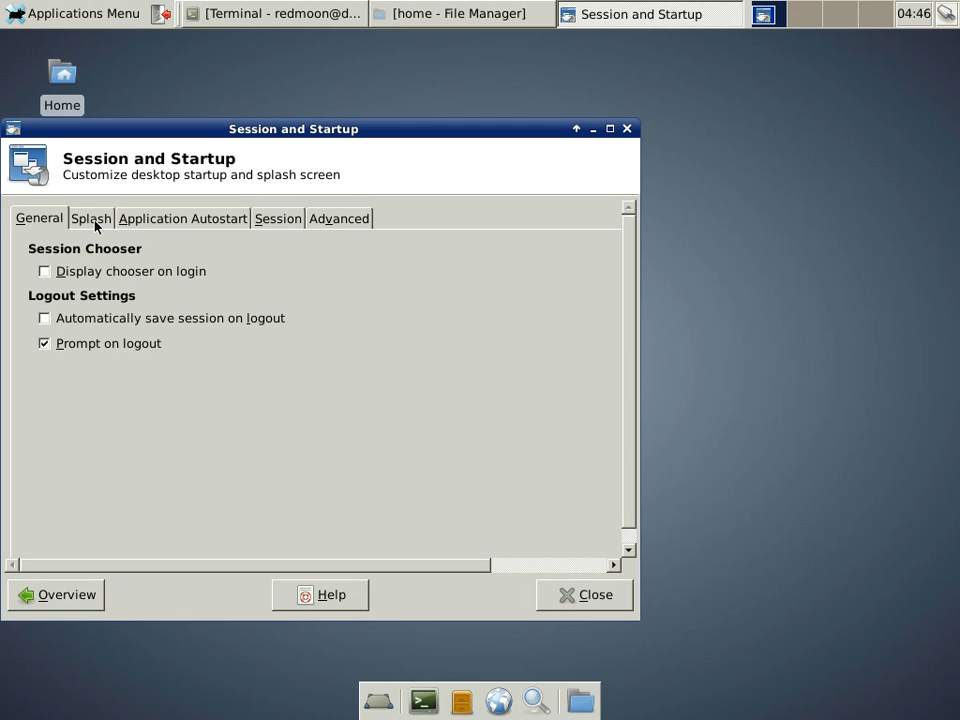 Applications Menu
[Terminal - redmoon@d...
[home - File Manager]
Session and Startup
04:46
Home
Session and Startup
Session and Startup
Customize desktop startup and splash screen
General
Splash
Application Autostart
Session
Advanced
Session Chooser
Display chooser on login
Logout Settings
Automatically save session on logout
Prompt on logout
Overview
Help
Close